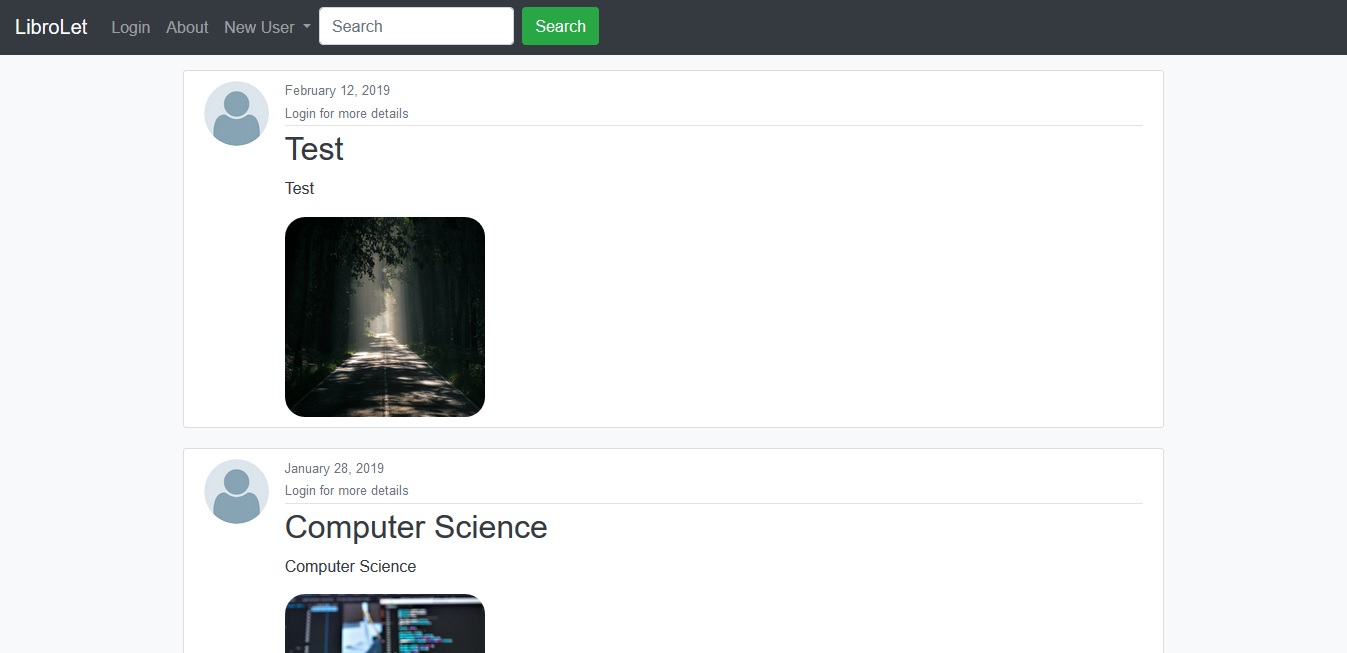 LibroLet Login About New User Search Search
February 12, 2019
Login for more details
Test
Test
January 28, 2019
Login for more details
Computer Science
Computer Science